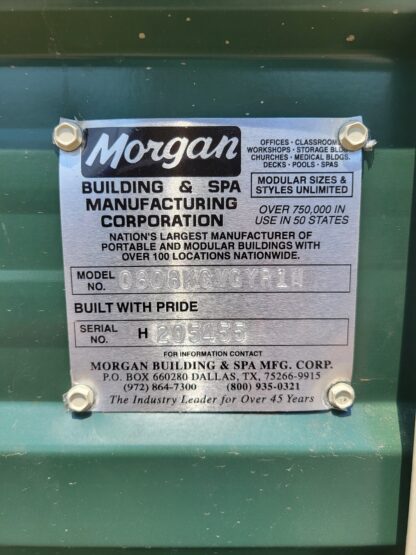 Morgan
OFFICES · CLASSROOMS
WORKSHOPS · STORAGE BLDG.
CHURCHES · MEDICAL BLDGS.
DECKS · POOLS · SPAS
BUILDING & SPA
MANUFACTURING
CORPORATION
MODULAR SIZES &
STYLES UNLIMITED
OVER 750,000 IN
USE IN 50 STATES
NATION'S LARGEST MANUFACTURER OF
PORTABLE AND MODULAR BUILDINGS WITH
OVER 100 LOCATIONS NATIONWIDE.
MODEL
NO.
BUILT WITH PRIDE
SERIAL
NO.
H 205455
FOR INFORMATION CONTACT
MORGAN BUILDING & SPA MFG. CORP.
P.O. BOX 660280 DALLAS, TX, 75266-9915
(972) 864-7300 (800) 935-0321
The Industry Leader for Over 45 Years